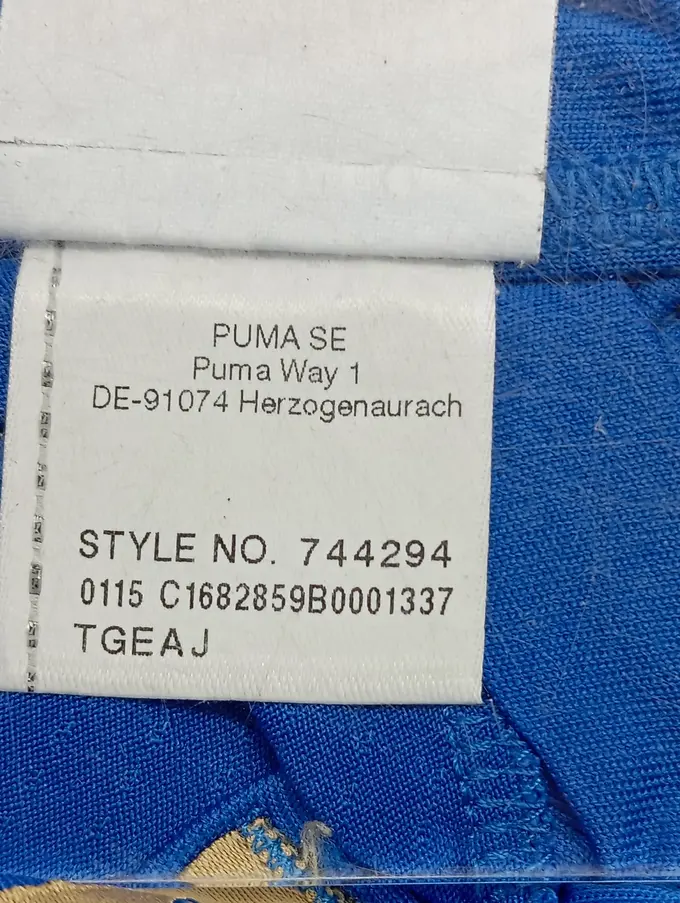 PUMA SE
Puma Way 1
DE-91074 Herzogenaurach
STYLE NO. 744294
0115 C1682859B0001337
TGEAJ